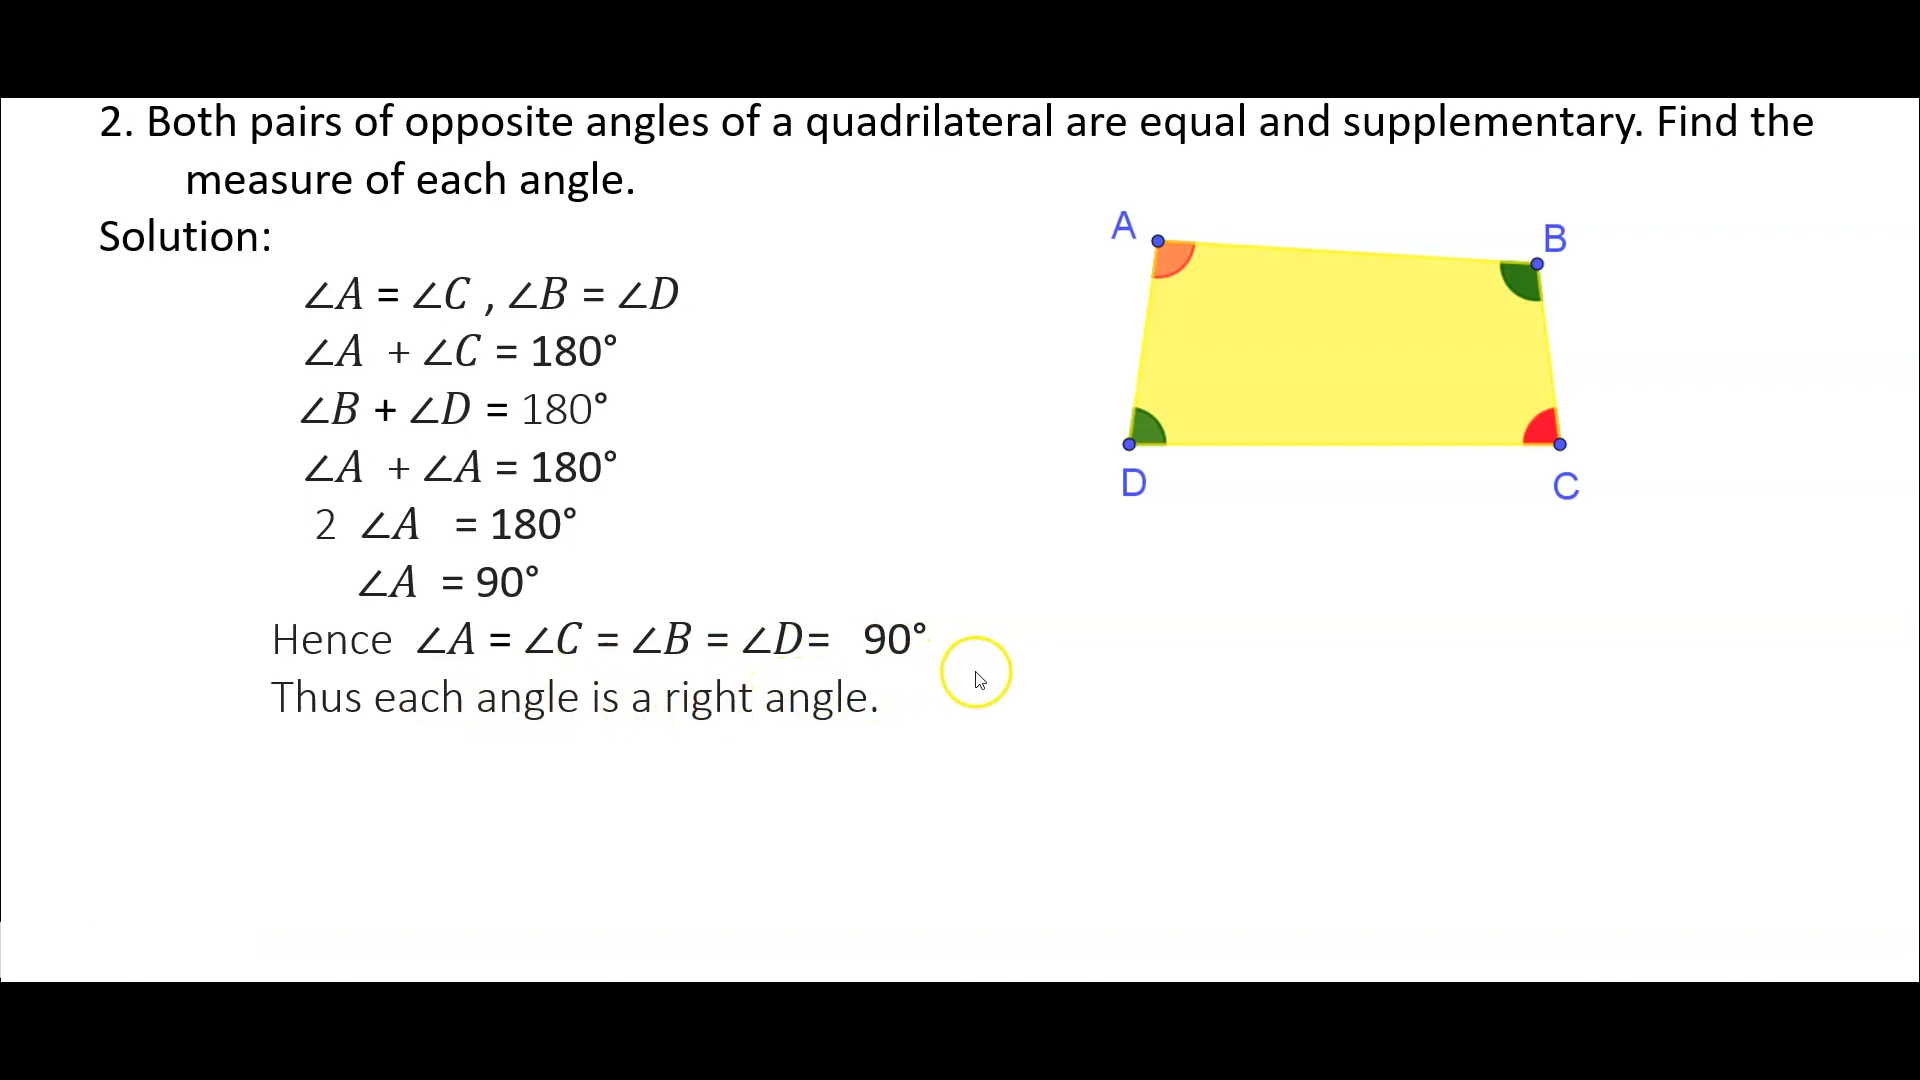 2. Both pairs of opposite angles of a quadrilateral are equal and supplementary. Find the
measure of each angle.
Solution:
∠A = ∠C , ∠B = ∠D
∠A + ∠C = 180°
∠B + ∠D = 180°
∠A + ∠A = 180°
2 ∠A = 180°
∠A = 90°
Hence ∠A = ∠C = ∠B = ∠D= 90°
Thus each angle is a right angle.
A
B
D
C